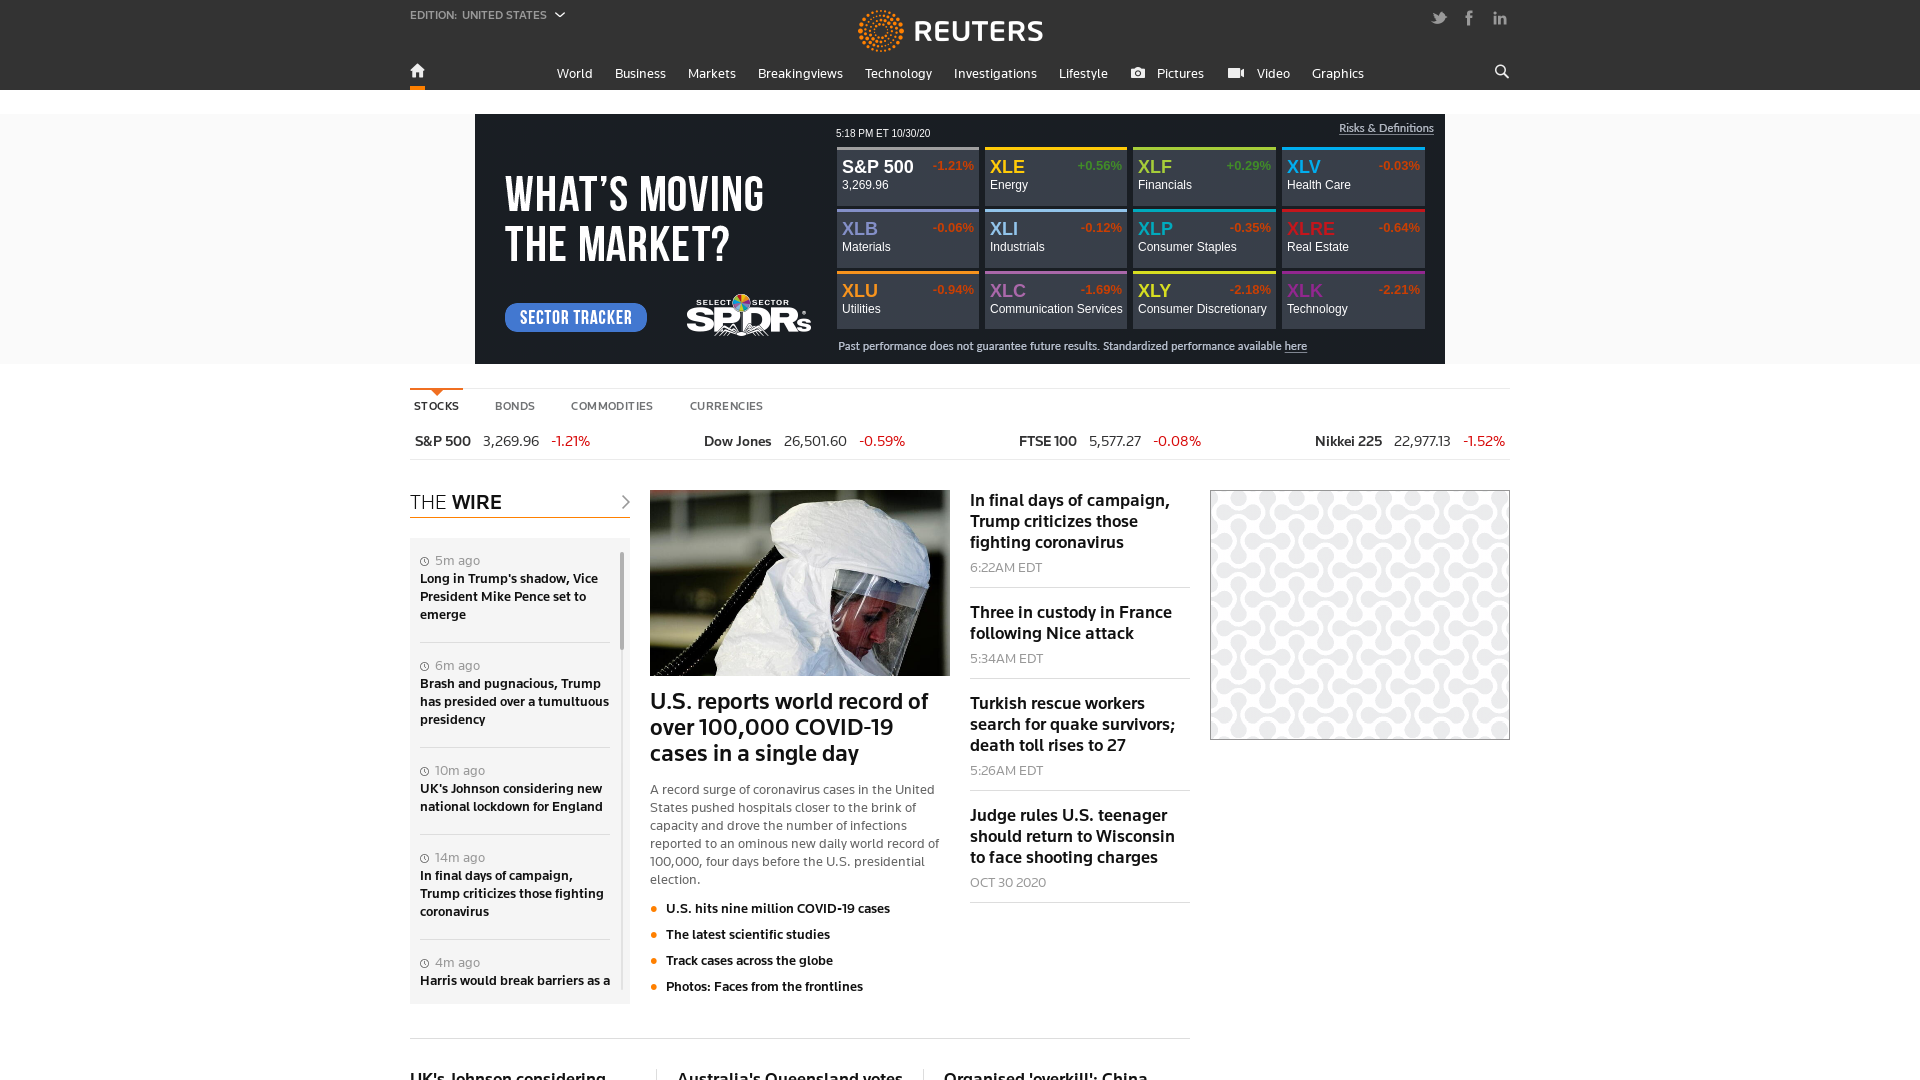 EDITION: UNITED STATES
REUTERS
World Business Markets Breakingviews Technology Investigations Lifestyle Pictures Video Graphics
WHAT'S MOVING
THE MARKET?
SECTOR TRACKER
SELECT SECTOR
SPDRs
5:18 PM ET 10/30/20
Risks & Definitions
S&P 500 -1.21%
3,269.96
XLE +0.56%
Energy
XLF +0.29%
Financials
XLV -0.03%
Health Care
XLB -0.06%
Materials
XLI -0.12%
Industrials
XLP -0.35%
Consumer Staples
XLRE -0.64%
Real Estate
XLU -0.94%
Utilities
XLC -1.69%
Communication Services
XLY -2.18%
Consumer Discretionary
XLK -2.21%
Technology
Past performance does not guarantee future results. Standardized performance available here
STOCKS BONDS COMMODITIES CURRENCIES
S&P 500 3,269.96 -1.21% Dow Jones 26,501.60 -0.59% FTSE 100 5,577.27 -0.08% Nikkei 225 22,977.13 -1.52%
THE WIRE
5m ago
Long in Trump's shadow, Vice
President Mike Pence set to
emerge
6m ago
Brash and pugnacious, Trump
has presided over a tumultuous
presidency
10m ago
UK's Johnson considering new
national lockdown for England
14m ago
In final days of campaign,
Trump criticizes those fighting
coronavirus
4m ago
Harris would break barriers as a
U.S. reports world record of
over 100,000 COVID-19
cases in a single day
A record surge of coronavirus cases in the United
States pushed hospitals closer to the brink of
capacity and drove the number of infections
reported to an ominous new daily world record of
100,000, four days before the U.S. presidential
election.
U.S. hits nine million COVID-19 cases
The latest scientific studies
Track cases across the globe
Photos: Faces from the frontlines
In final days of campaign,
Trump criticizes those
fighting coronavirus
6:22AM EDT
Three in custody in France
following Nice attack
5:34AM EDT
Turkish rescue workers
search for quake survivors;
death toll rises to 27
5:26AM EDT
Judge rules U.S. teenager
should return to Wisconsin
to face shooting charges
OCT 30 2020
UK's Johnson considering
Australia's Queensland votes
Organised 'overkill': China